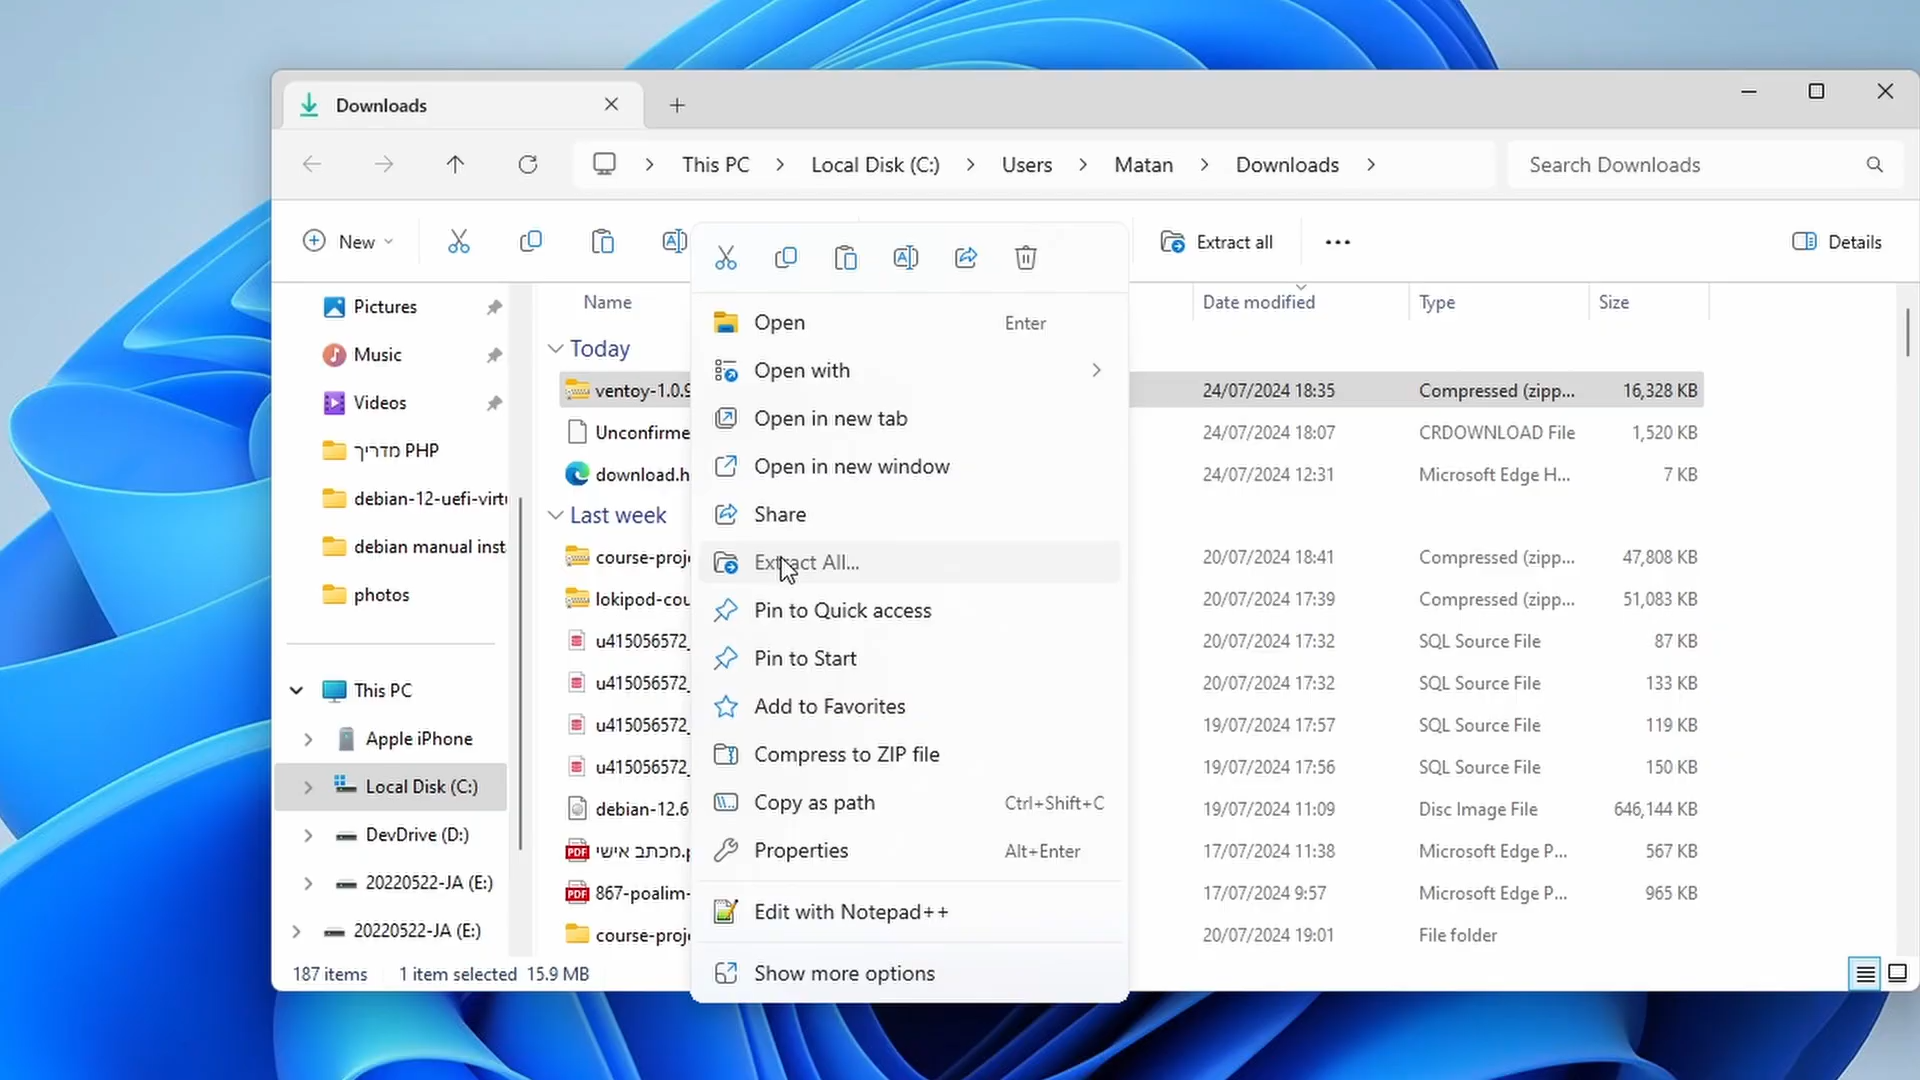 Downloads
This PC
Local Disk (C:)
Users
Matan
Downloads
Search Downloads
New
Extract all
Details
Pictures
Music
Videos
מדריך PHP
debian-12-uefi-virtu
debian manual inst
photos
This PC
Apple iPhone
Local Disk (C:)
DevDrive (D:)
20220522-JA (E:)
20220522-JA (E:)
Name Date modified Type Size
Today
ventoy-1.0.9 24/07/2024 18:35 Compressed (zipp... 16,328 KB
Unconfirme 24/07/2024 18:07 CRDOWNLOAD File 1,520 KB
download.h 24/07/2024 12:31 Microsoft Edge H... 7 KB
Last week
course-proje 20/07/2024 18:41 Compressed (zipp... 47,808 KB
lokipod-cou 20/07/2024 17:39 Compressed (zipp... 51,083 KB
u415056572_ 20/07/2024 17:32 SQL Source File 87 KB
u415056572_ 20/07/2024 17:32 SQL Source File 133 KB
u415056572_ 19/07/2024 17:57 SQL Source File 119 KB
u415056572_ 19/07/2024 17:56 SQL Source File 150 KB
debian-12.6 19/07/2024 11:09 Disc Image File 646,144 KB
מכתב אישי.p 17/07/2024 11:38 Microsoft Edge P... 567 KB
867-poalim- 17/07/2024 9:57 Microsoft Edge P... 965 KB
course-proje 20/07/2024 19:01 File folder
Open Enter
Open with
Open in new tab
Open in new window
Share
Extract All...
Pin to Quick access
Pin to Start
Add to Favorites
Compress to ZIP file
Copy as path Ctrl+Shift+C
Properties Alt+Enter
Edit with Notepad++
Show more options
187 items 1 item selected 15.9 MB